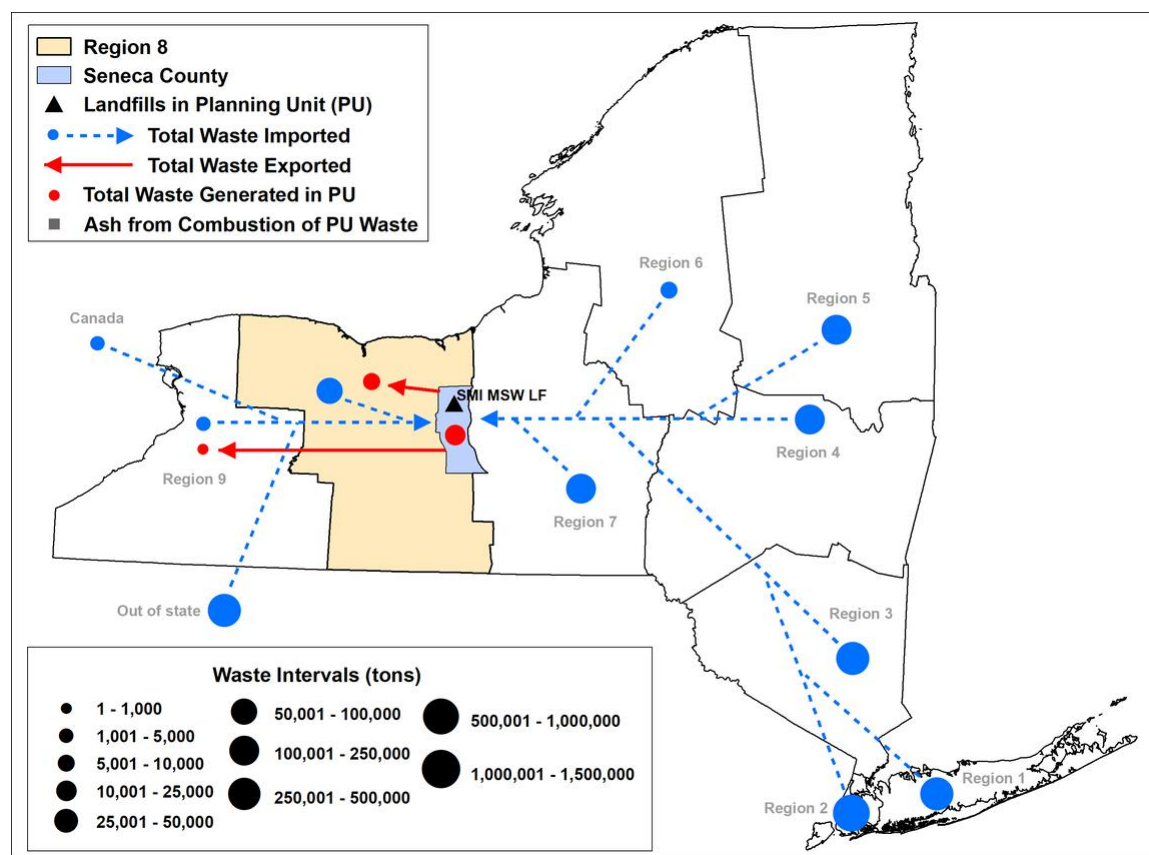 Region 8
Seneca County
Landfills in Planning Unit (PU)
Total Waste Imported
Total Waste Exported
Total Waste Generated in PU
Ash from Combustion of PU Waste
Region 6
Region 5
Canada
SMI MSW LF
Region 4
Region 9
Region 7
Out of state
Region 3
Region 1
Region 2
Waste Intervals (tons)
1 - 1,000
1,001 - 5,000
5,001 - 10,000
10,001 - 25,000
25,001 - 50,000
50,001 - 100,000
100,001 - 250,000
250,001 - 500,000
500,001 - 1,000,000
1,000,001 - 1,500,000